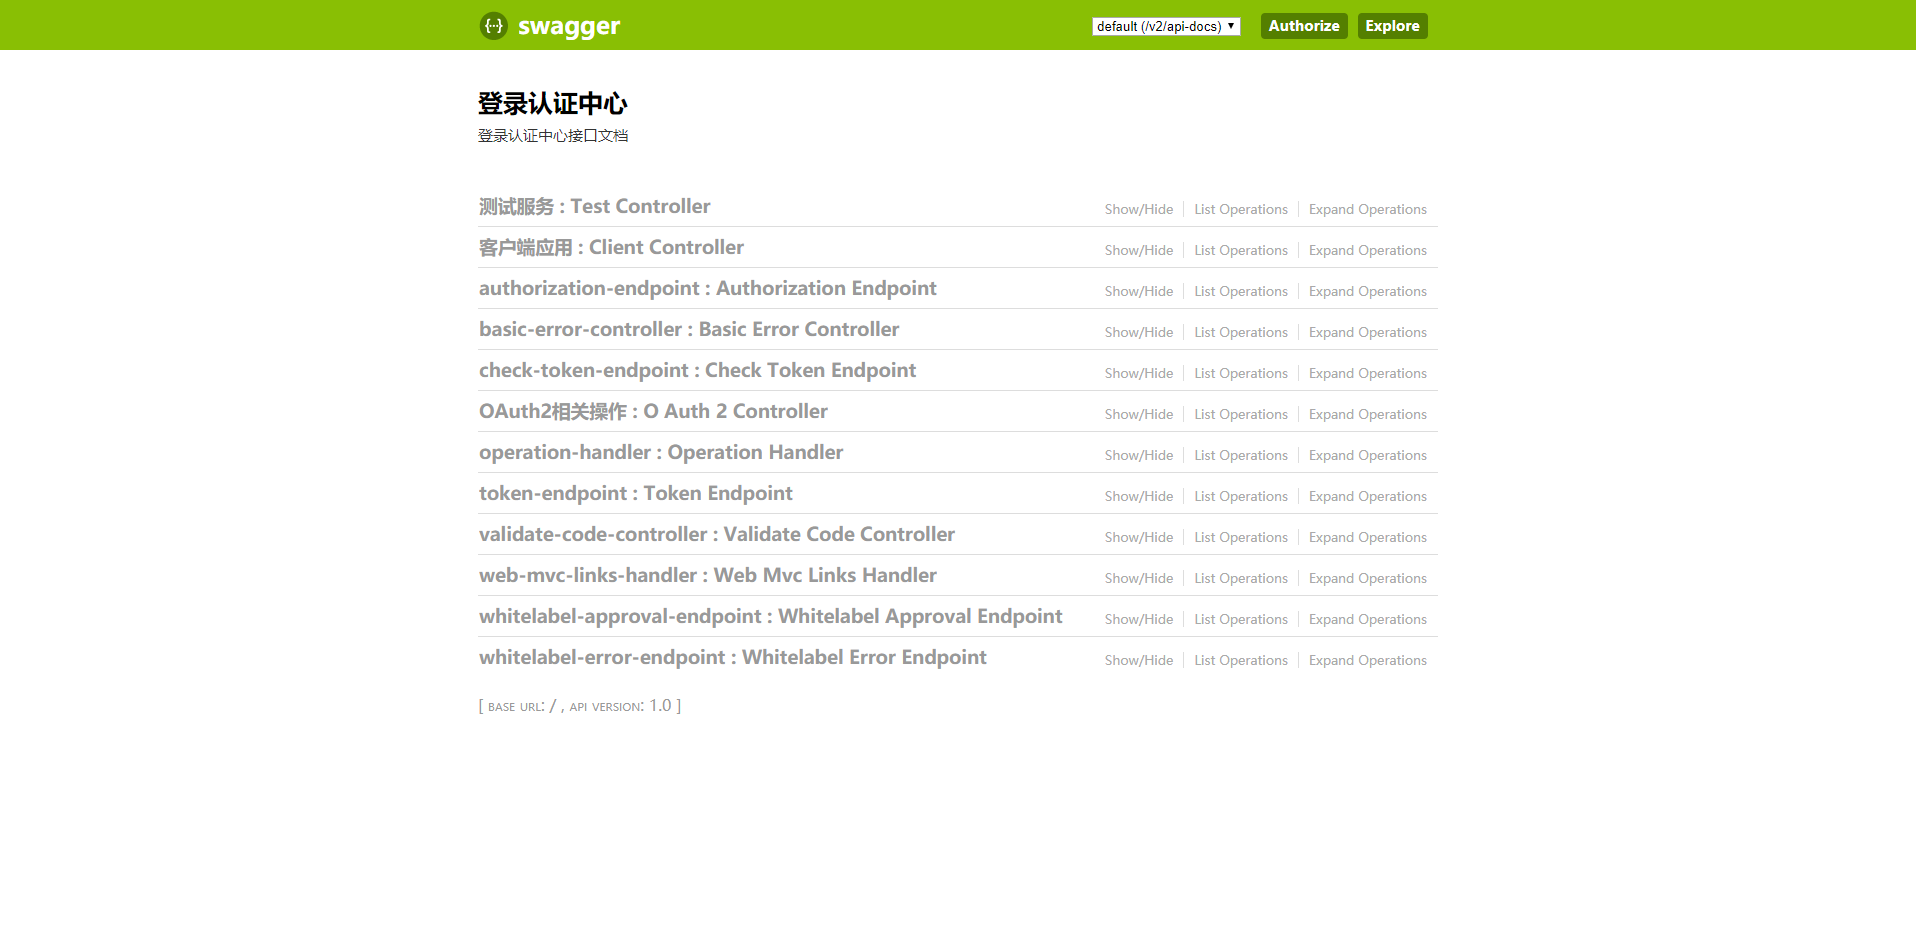 {···} swagger default (/v2/api-docs) ▼ Authorize Explore
登录认证中心
登录认证中心接口文档
测试服务 : Test Controller Show/Hide List Operations Expand Operations
客户端应用 : Client Controller Show/Hide List Operations Expand Operations
authorization-endpoint : Authorization Endpoint Show/Hide List Operations Expand Operations
basic-error-controller : Basic Error Controller Show/Hide List Operations Expand Operations
check-token-endpoint : Check Token Endpoint Show/Hide List Operations Expand Operations
OAuth2相关操作 : O Auth 2 Controller Show/Hide List Operations Expand Operations
operation-handler : Operation Handler Show/Hide List Operations Expand Operations
token-endpoint : Token Endpoint Show/Hide List Operations Expand Operations
validate-code-controller : Validate Code Controller Show/Hide List Operations Expand Operations
web-mvc-links-handler : Web Mvc Links Handler Show/Hide List Operations Expand Operations
whitelabel-approval-endpoint : Whitelabel Approval Endpoint Show/Hide List Operations Expand Operations
whitelabel-error-endpoint : Whitelabel Error Endpoint Show/Hide List Operations Expand Operations
[ BASE URL: / , API VERSION: 1.0 ]